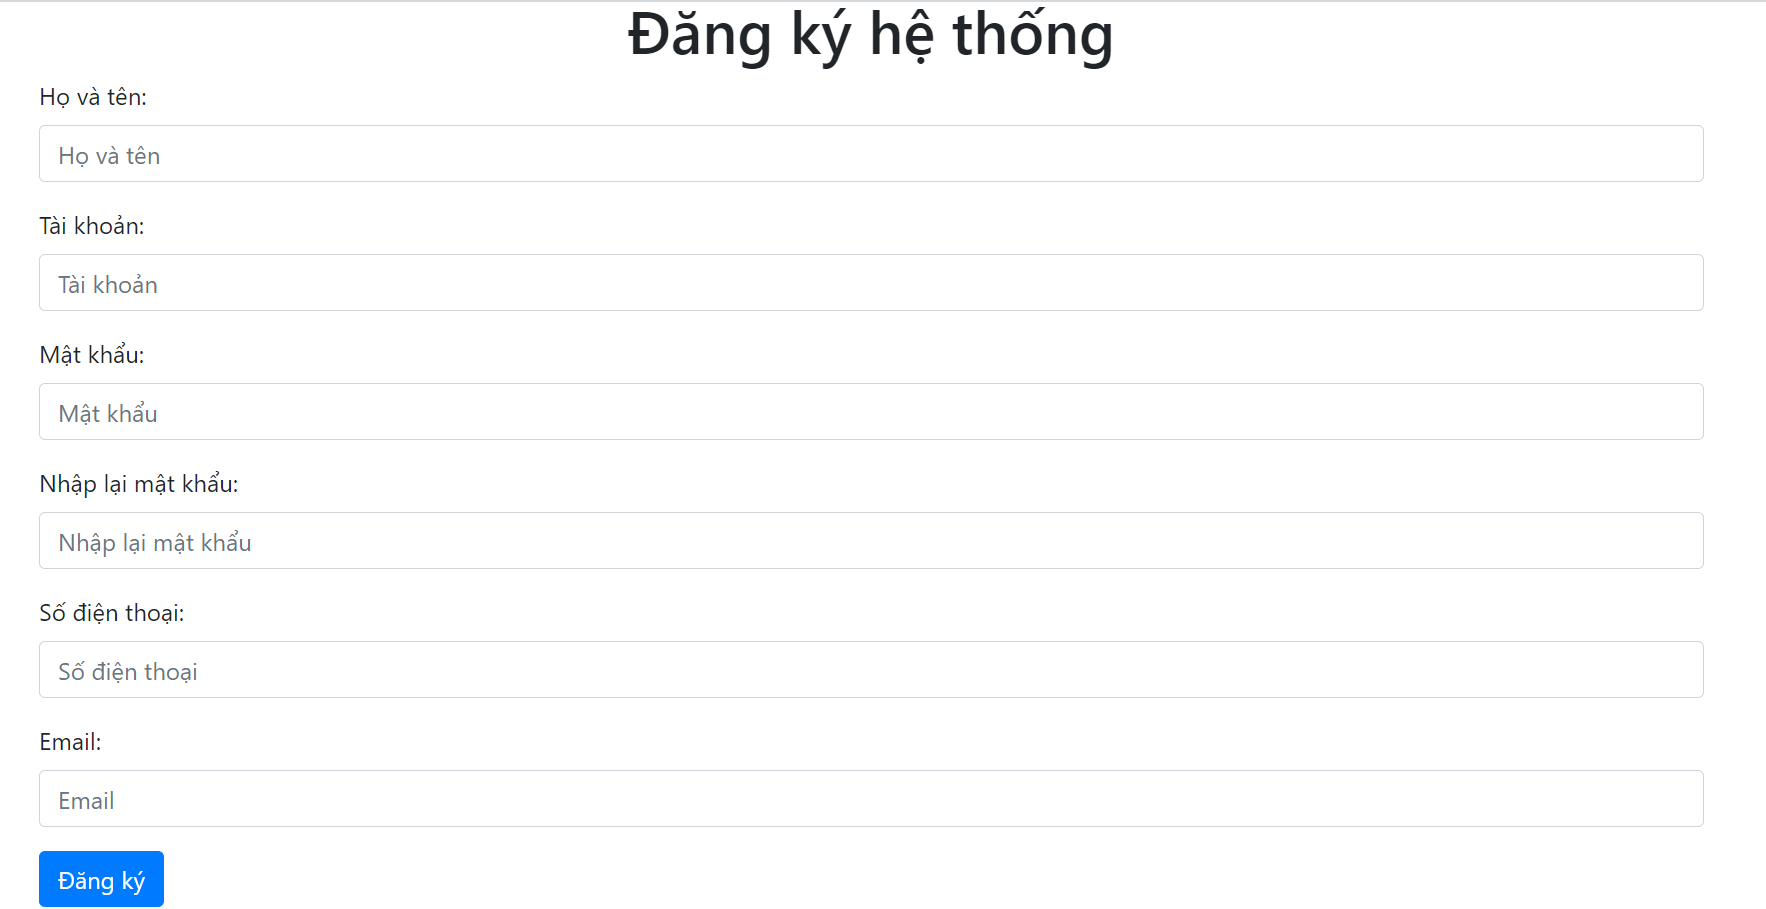 Đăng ký hệ thống
Họ và tên:
Họ và tên
Tài khoản:
Tài khoản
Mật khẩu:
Mật khẩu
Nhập lại mật khẩu:
Nhập lại mật khẩu
Số điện thoại:
Số điện thoại
Email:
Email
Đăng ký